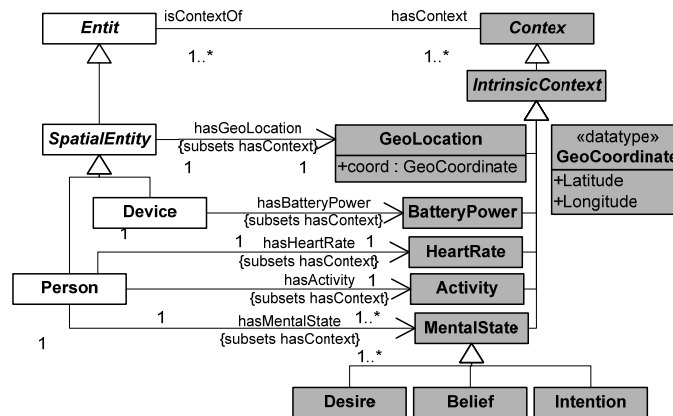 isContextOf
hasContext
Entit
Contex
1..*
1..*
IntrinsicContext
hasGeoLocation
SpatialEntity
GeoLocation
«datatype»
{subsets hasContext}
GeoCoordinate
+coord : GeoCoordinate
1
1
+Latitude
hasBatteryPower
+Longitude
Device
BatteryPower
{subsets hasContext}
1
1
hasHeartRate
1
HeartRate
{subsets hasContext}
hasActivity
1
Person
Activity
{subsets hasContext}
1
hasMentalState
1..*
MentalState
1
{subsets hasContext}
1..*
Desire
Belief
Intention